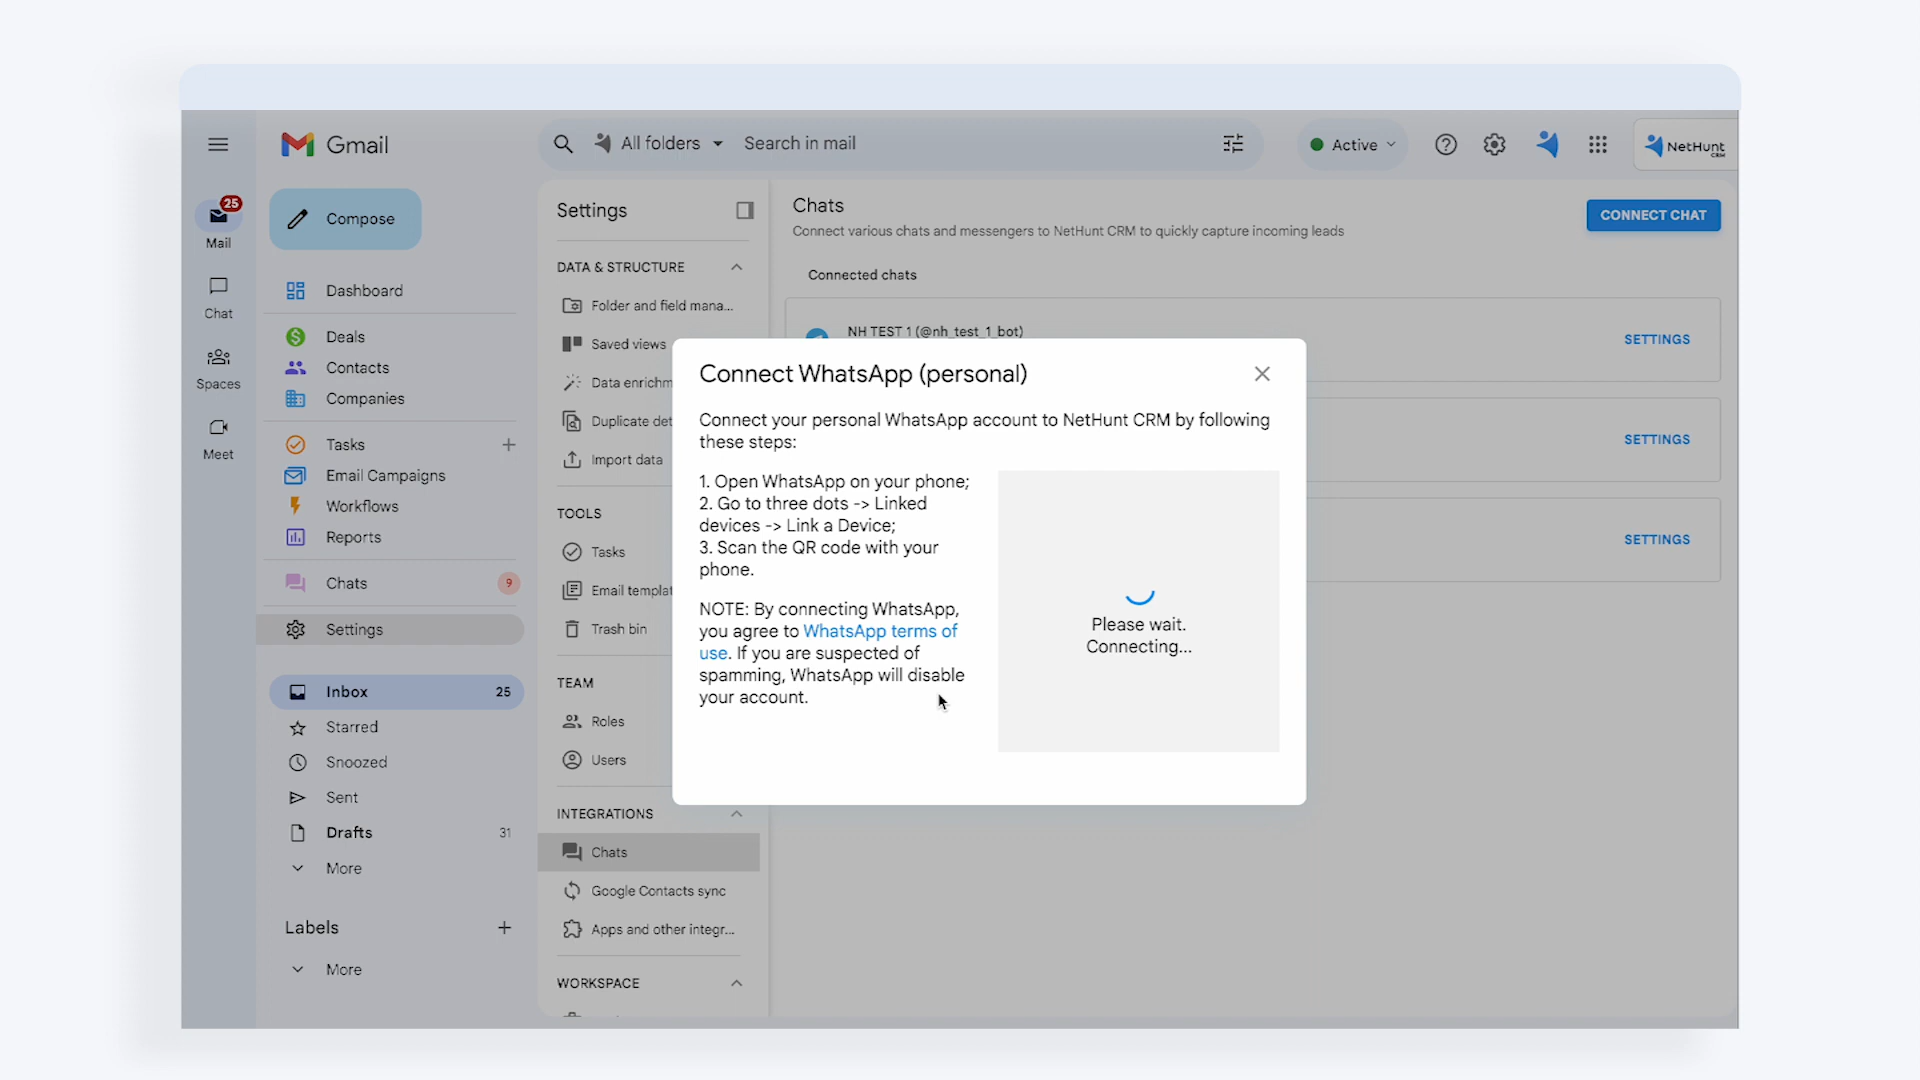 Gmail
All folders
Search in mail
Active
NetHunt
CRM
25
Mail
Chat
Spaces
Meet
Compose
Dashboard
Deals
Contacts
Companies
Tasks
Email Campaigns
Workflows
Reports
Chats 9
Settings
Inbox 25
Starred
Snoozed
Sent
Drafts 31
More
Labels
More
Settings
DATA & STRUCTURE
Folder and field mana...
Saved views
Data enrichm
Duplicate det
Import data
TOOLS
Tasks
Email templat
Trash bin
TEAM
Roles
Users
INTEGRATIONS
Chats
Google Contacts sync
Apps and other integr...
WORKSPACE
Chats
Connect various chats and messengers to NetHunt CRM to quickly capture incoming leads
CONNECT CHAT
Connected chats
NH TEST 1 (@nh_test_1_bot)
SETTINGS
SETTINGS
SETTINGS
Connect WhatsApp (personal)
Connect your personal WhatsApp account to NetHunt CRM by following
these steps:
1. Open WhatsApp on your phone;
2. Go to three dots -> Linked
devices -> Link a Device;
3. Scan the QR code with your
phone.
NOTE: By connecting WhatsApp,
you agree to WhatsApp terms of
use. If you are suspected of
spamming, WhatsApp will disable
your account.
Please wait.
Connecting...